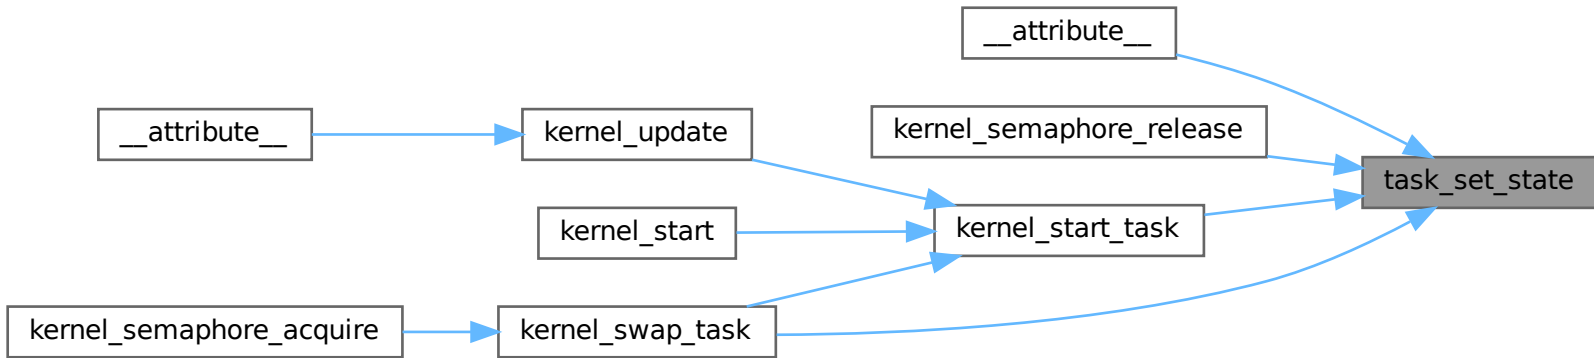 __attribute__
__attribute__
kernel_update
kernel_semaphore_release
task_set_state
kernel_start
kernel_start_task
kernel_semaphore_acquire
kernel_swap_task